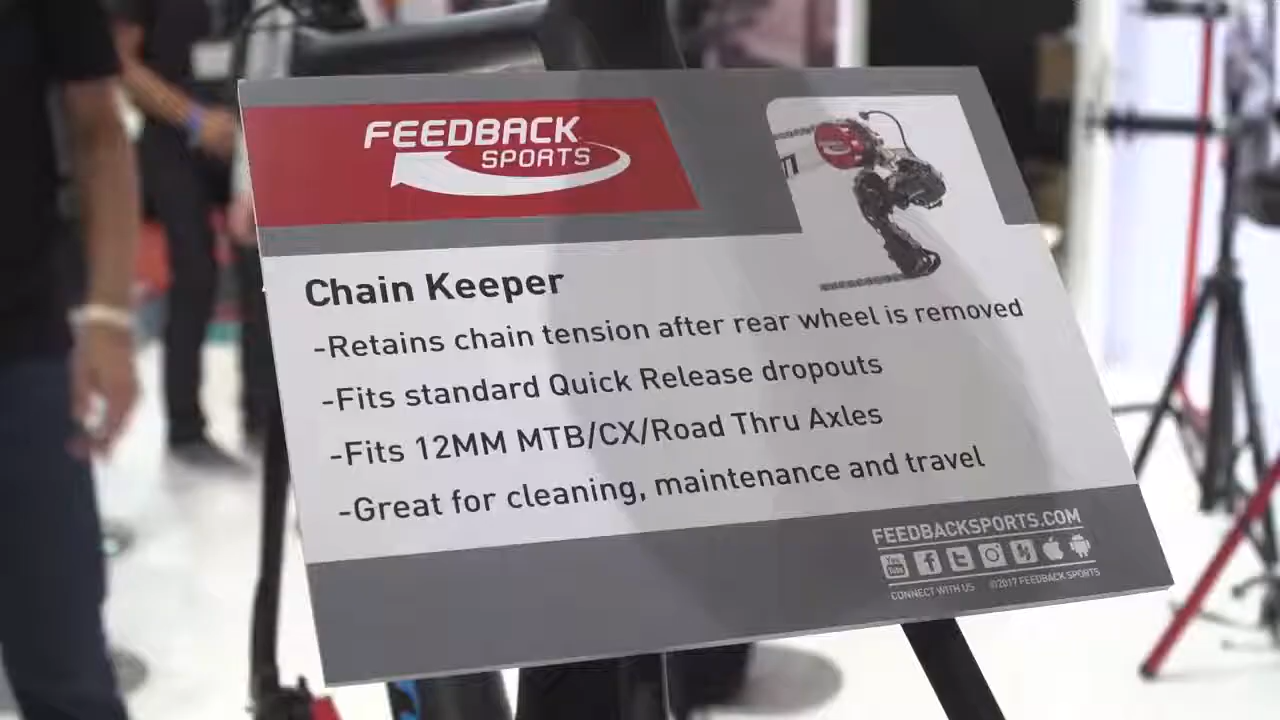 FEEDBACK
SPORTS
Chain Keeper
-Retains chain tension after rear wheel is removed
-Fits standard Quick Release dropouts
-Fits 12MM MTB/CX/Road Thru Axles
-Great for cleaning, maintenance and travel
FEEDBACKSPORTS.COM
You Tube
CONNECT WITH US ©2017 FEEDBACK SPORTS